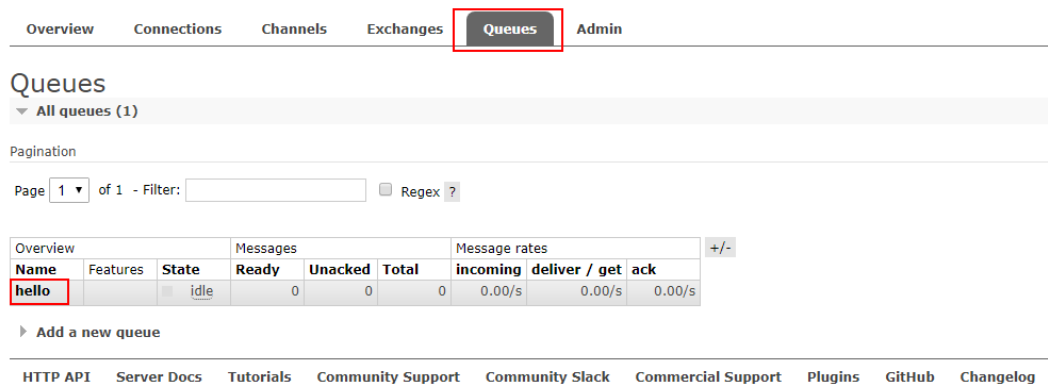 Overview Connections Channels Exchanges Queues Admin
Queues
All queues (1)
Pagination
Page 1 of 1 - Filter: Regex ?
Overview Messages Message rates +/-
Name Features State Ready Unacked Total incoming deliver / get ack
hello idle 0 0 0 0.00/s 0.00/s 0.00/s
Add a new queue
HTTP API Server Docs Tutorials Community Support Community Slack Commercial Support Plugins GitHub Changelog